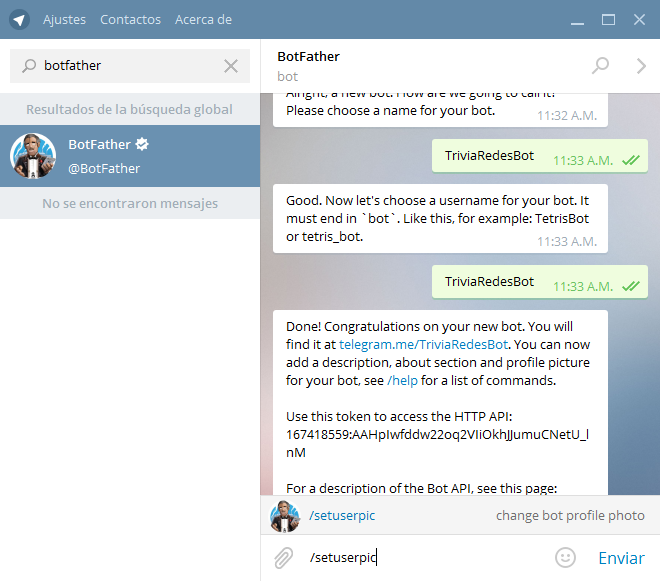 Ajustes Contactos Acerca de
botfather
Resultados de la búsqueda global
BotFather
@BotFather
No se encontraron mensajes
BotFather
bot
Alright, a new bot. How are we going to call it?
Please choose a name for your bot.
11:32 A.M.
TriviaRedesBot 11:33 A.M.
Good. Now let's choose a username for your bot. It
must end in `bot`. Like this, for example: TetrisBot
or tetris_bot.
11:33 A.M.
TriviaRedesBot 11:33 A.M.
Done! Congratulations on your new bot. You will
find it at telegram.me/TriviaRedesBot. You can now
add a description, about section and profile picture
for your bot, see /help for a list of commands.
Use this token to access the HTTP API:
167418559:AAHpIwfddw22oq2VIiOkhJJumuCNetU_l
nM
For a description of the Bot API, see this page:
/setuserpic change bot profile photo
/setuserpic Enviar